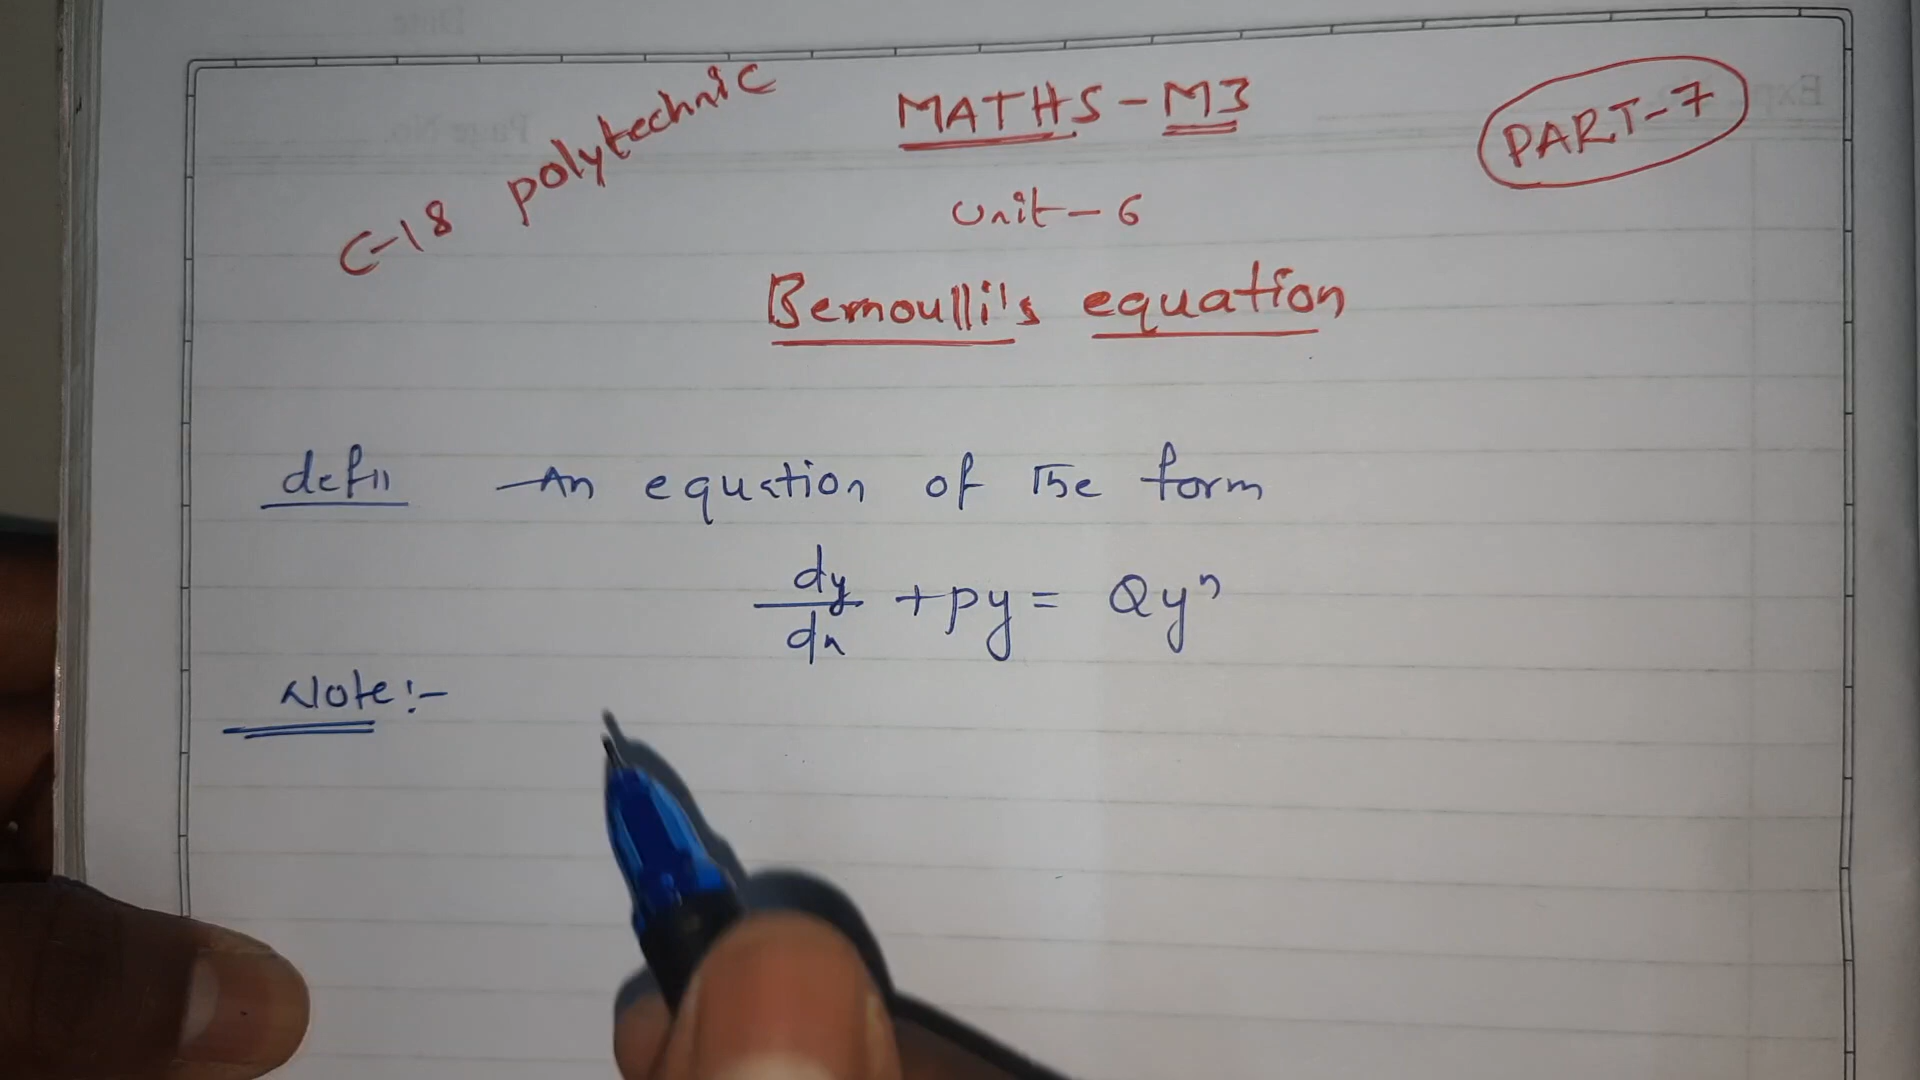 C-18 polytechnic
MATHS - M3
PART-7
Unit - 6
Bernoulli's equation
defn An equation of the form
dy/dx + py = Qyⁿ
Note:-